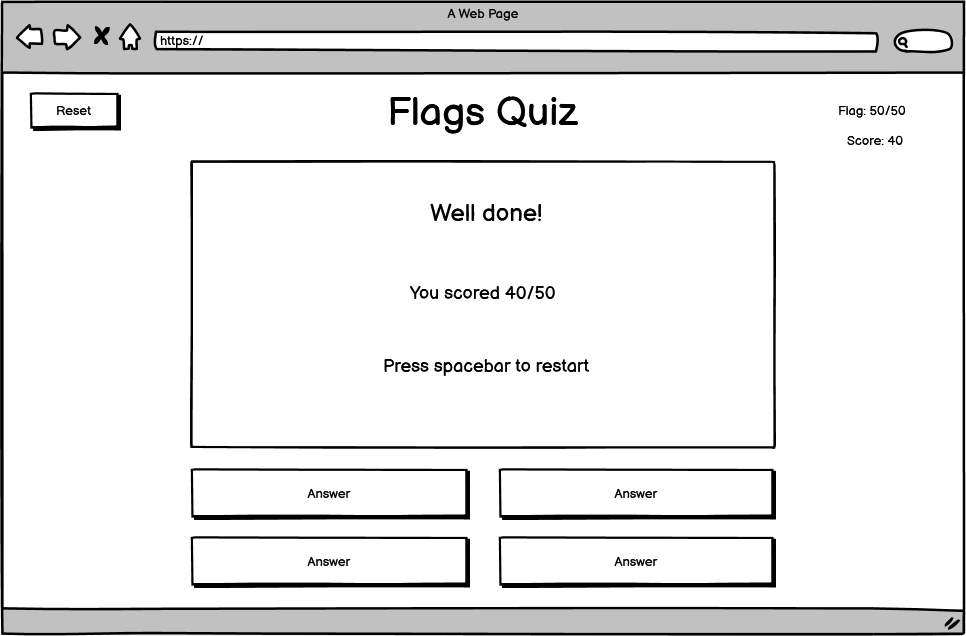 A Web Page
https://
Reset
Flags Quiz
Flag: 50/50
Score: 40
Well done!
You scored 40/50
Press spacebar to restart
Answer
Answer
Answer
Answer